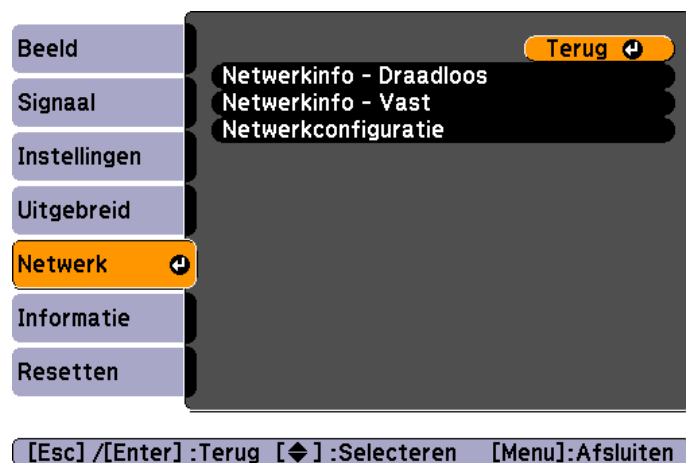 Beeld
Signaal
Instellingen
Uitgebreid
Netwerk
Informatie
Resetten
Terug
Netwerkinfo - Draadloos
Netwerkinfo - Vast
Netwerkconfiguratie
[Esc] /[Enter] :Terug [◆] :Selecteren [Menu]:Afsluiten